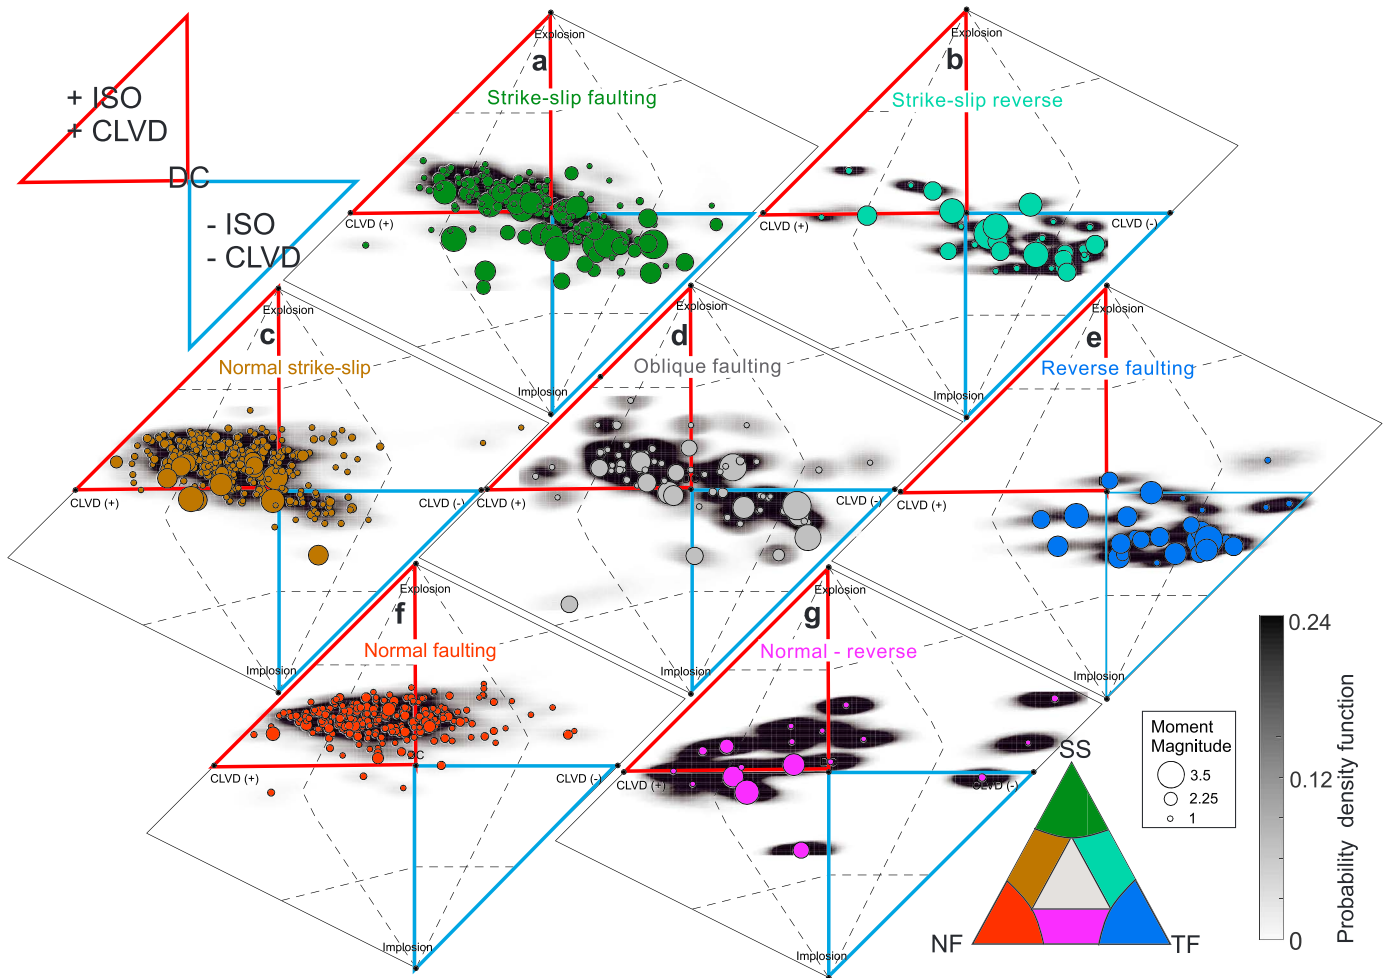 + ISO
+ CLVD
DC
- ISO
- CLVD
Explosion
a
Strike-slip faulting
CLVD (+)
Implosion
Explosion
b
Strike-slip reverse
CLVD (+)
CLVD (-)
Implosion
Explosion
c
Normal strike-slip
CLVD (+)
CLVD (-)
Implosion
Explosion
d
Oblique faulting
CLVD (+)
CLVD (-)
Implosion
Explosion
e
Reverse faulting
CLVD (+)
Implosion
Explosion
f
Normal faulting
DC
CLVD (+)
CLVD (-)
Implosion
Explosion
g
Normal - reverse
CLVD (+)
CLVD (-)
Implosion
Moment
Magnitude
3.5
2.25
1
SS
NF
TF
0.24
0.12
0
Probability density function